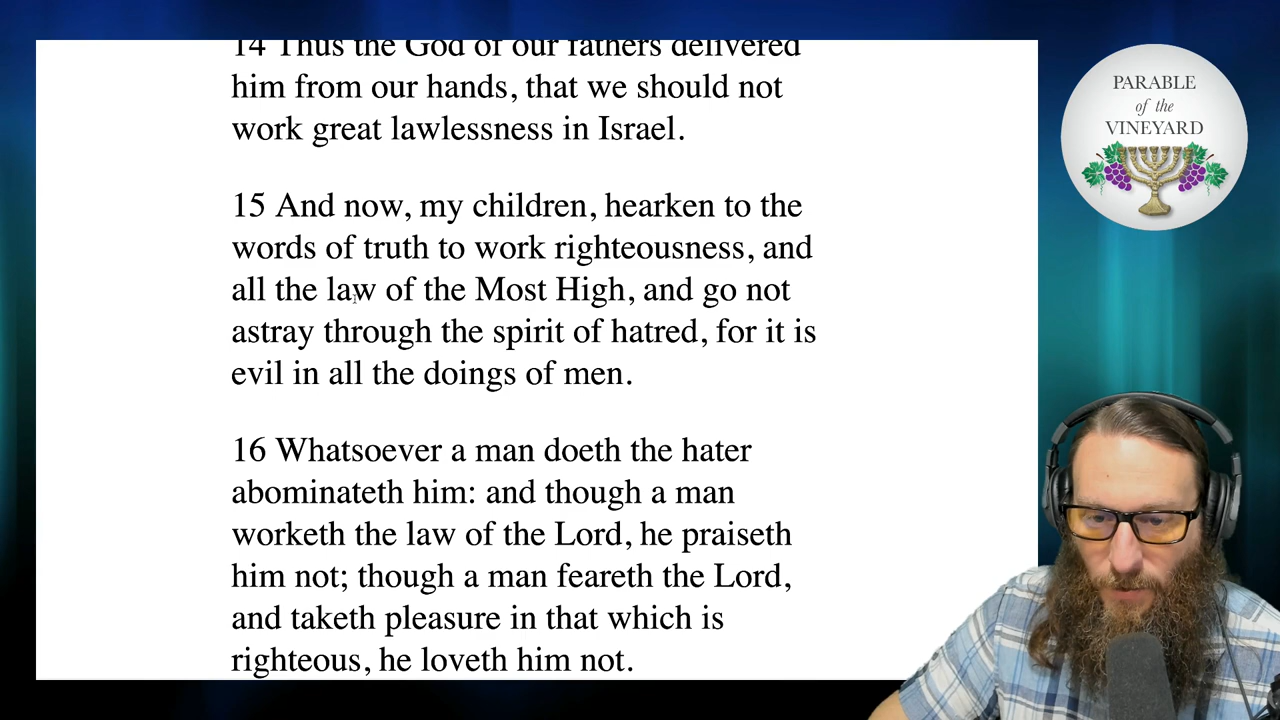 14 Thus the God of our fathers delivered
him from our hands, that we should not
work great lawlessness in Israel.
15 And now, my children, hearken to the
words of truth to work righteousness, and
all the law of the Most High, and go not
astray through the spirit of hatred, for it is
evil in all the doings of men.
16 Whatsoever a man doeth the hater
abominateth him: and though a man
worketh the law of the Lord, he praiseth
him not; though a man feareth the Lord,
and taketh pleasure in that which is
righteous, he loveth him not.
PARABLE
of the
VINEYARD